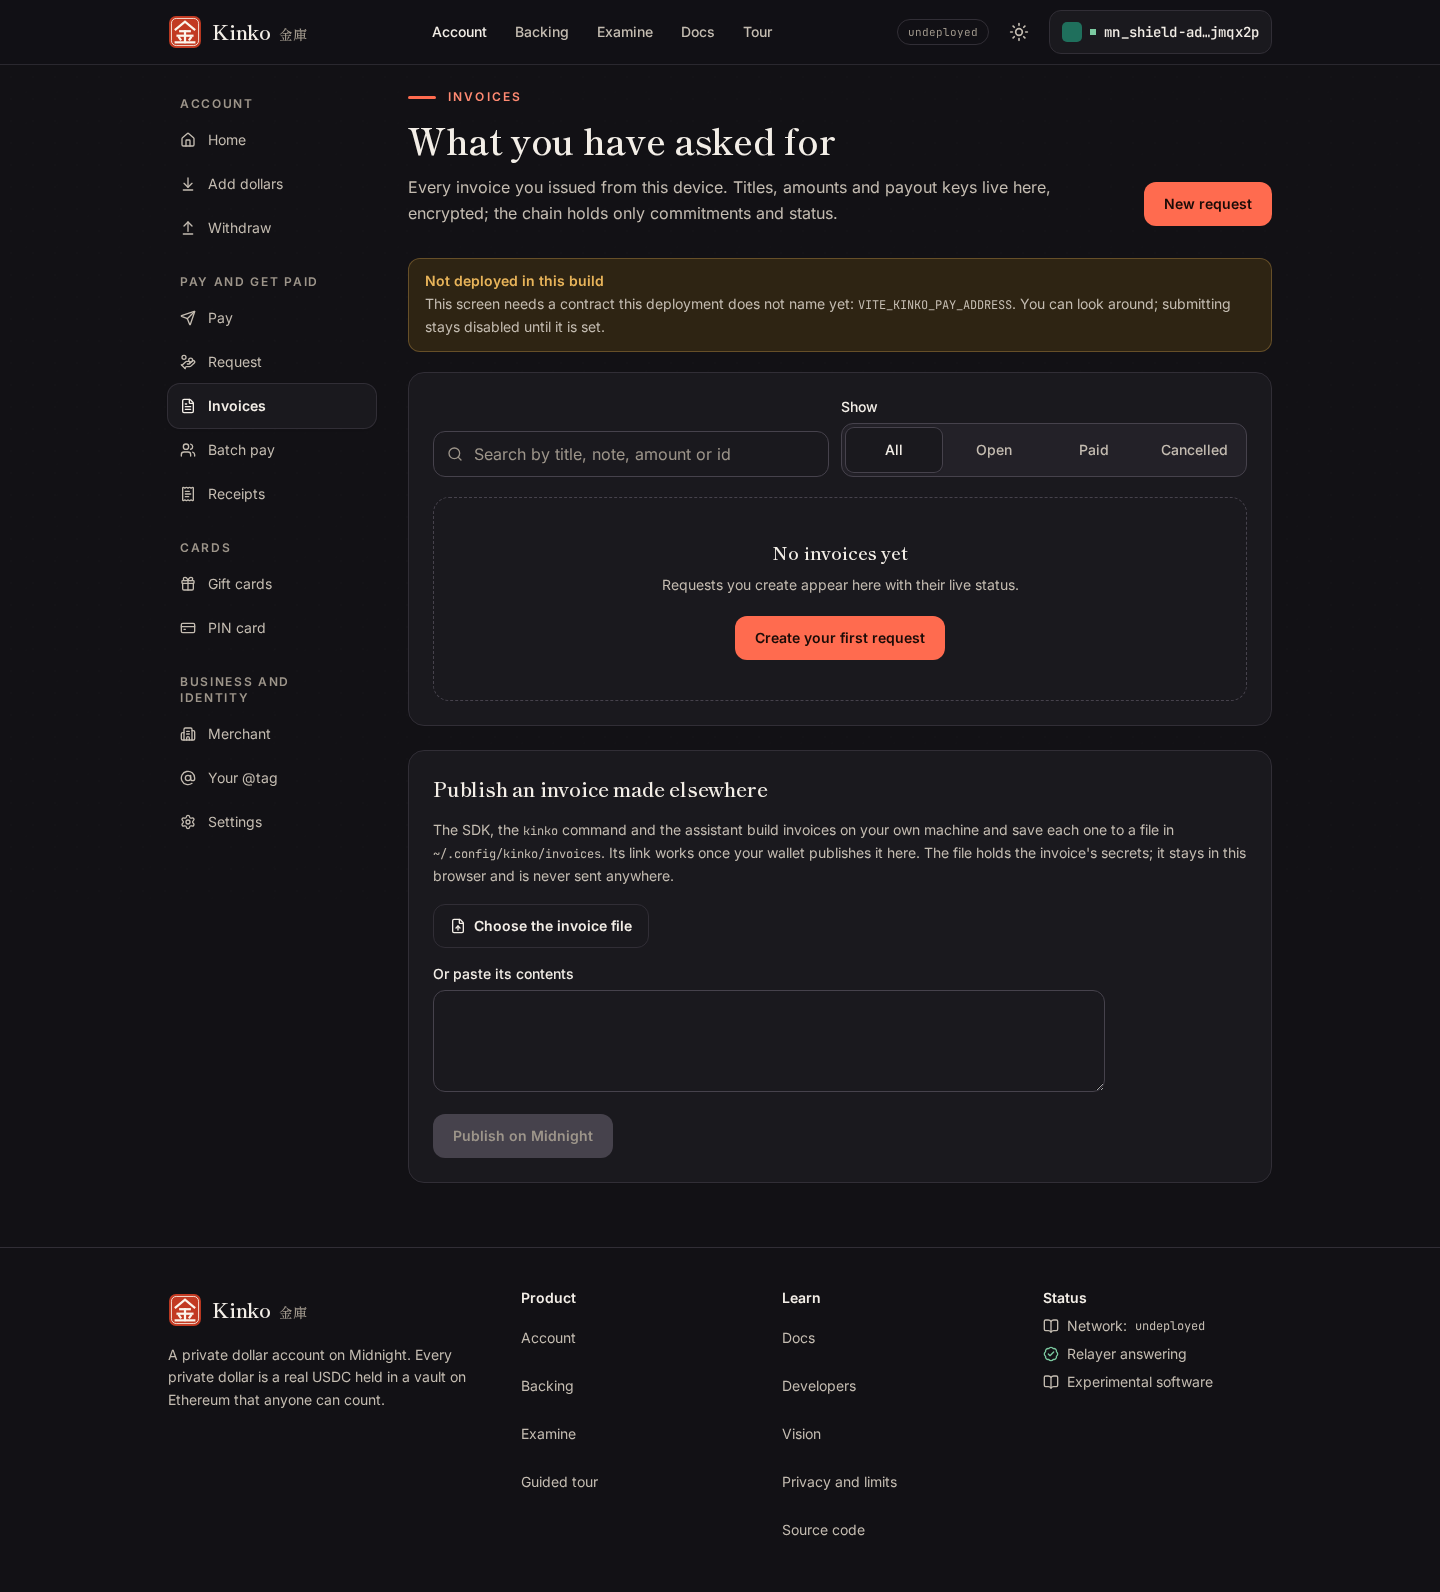 金 Kinko 金庫
Account Backing Examine Docs Tour
undeployed
mn_shield-ad…jmqx2p
ACCOUNT
Home
Add dollars
Withdraw
PAY AND GET PAID
Pay
Request
Invoices
Batch pay
Receipts
CARDS
Gift cards
PIN card
BUSINESS AND
IDENTITY
Merchant
Your @tag
Settings
INVOICES
What you have asked for
Every invoice you issued from this device. Titles, amounts and payout keys live here,
encrypted; the chain holds only commitments and status.
New request
Not deployed in this build
This screen needs a contract this deployment does not name yet: VITE_KINKO_PAY_ADDRESS. You can look around; submitting
stays disabled until it is set.
Search by title, note, amount or id
Show
All Open Paid Cancelled
No invoices yet
Requests you create appear here with their live status.
Create your first request
Publish an invoice made elsewhere
The SDK, the kinko command and the assistant build invoices on your own machine and save each one to a file in
~/.config/kinko/invoices. Its link works once your wallet publishes it here. The file holds the invoice's secrets; it stays in this
browser and is never sent anywhere.
Choose the invoice file
Or paste its contents
Publish on Midnight
金 Kinko 金庫
A private dollar account on Midnight. Every
private dollar is a real USDC held in a vault on
Ethereum that anyone can count.
Product
Account
Backing
Examine
Guided tour
Learn
Docs
Developers
Vision
Privacy and limits
Source code
Status
Network: undeployed
Relayer answering
Experimental software